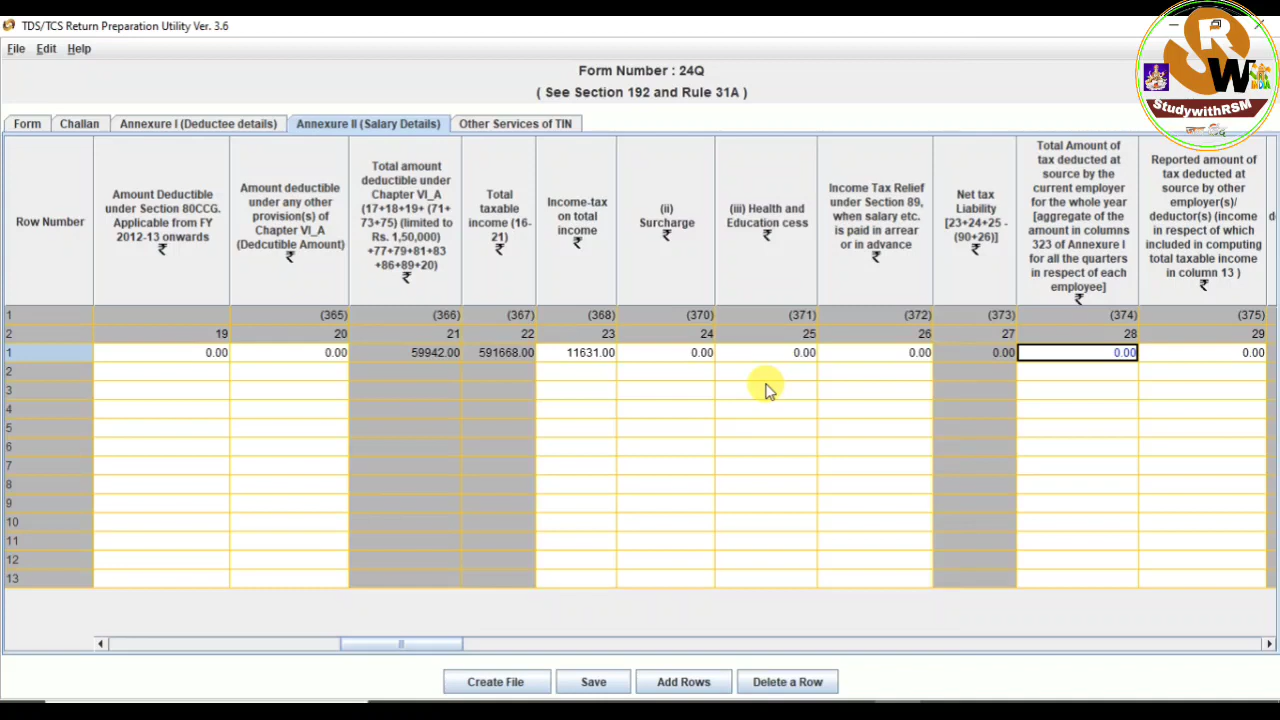 TDS/TCS Return Preparation Utility Ver. 3.6
File Edit Help
Form Number : 24Q
( See Section 192 and Rule 31A )
RW
INDIA
StudywithRSM
Form Challan Annexure I (Deductee details) Annexure II (Salary Details) Other Services of TIN
Row Number
Amount Deductible
under Section 80CCG.
Applicable from FY
2012-13 onwards
₹
Amount deductible
under any other
provision(s) of
Chapter VI_A
(Dedcutible Amount)
₹
Total amount
deductible under
Chapter VI_A
(17+18+19+ (71+
73+75) (limited to
Rs. 1,50,000)
+77+79+81+83
+86+89+20)
₹
Total
taxable
income (16-
21)
₹
Income-tax
on total
income
₹
(ii)
Surcharge
₹
(iii) Health and
Education cess
₹
Income Tax Relief
under Section 89,
when salary etc.
is paid in arrear
or in advance
₹
Net tax
Liability
[23+24+25 -
(90+26)]
₹
Total Amount of
tax deducted at
source by the
current employer
for the whole year
[aggregate of the
amount in columns
323 of Annexure I
for all the quarters
in respect of each
employee]
₹
Reported amount of
tax deducted at
source by other
employer(s)/
deductor(s) (income
in respect of which
included in computing
total taxable income
in column 13 )
₹
1 (365) (366) (367) (368) (370) (371) (372) (373) (374) (375)
2 19 20 21 22 23 24 25 26 27 28 29
1 0.00 0.00 59942.00 591668.00 11631.00 0.00 0.00 0.00 0.00 0.00 0.00
2
3
4
5
6
7
8
9
10
11
12
13
Create File Save Add Rows Delete a Row